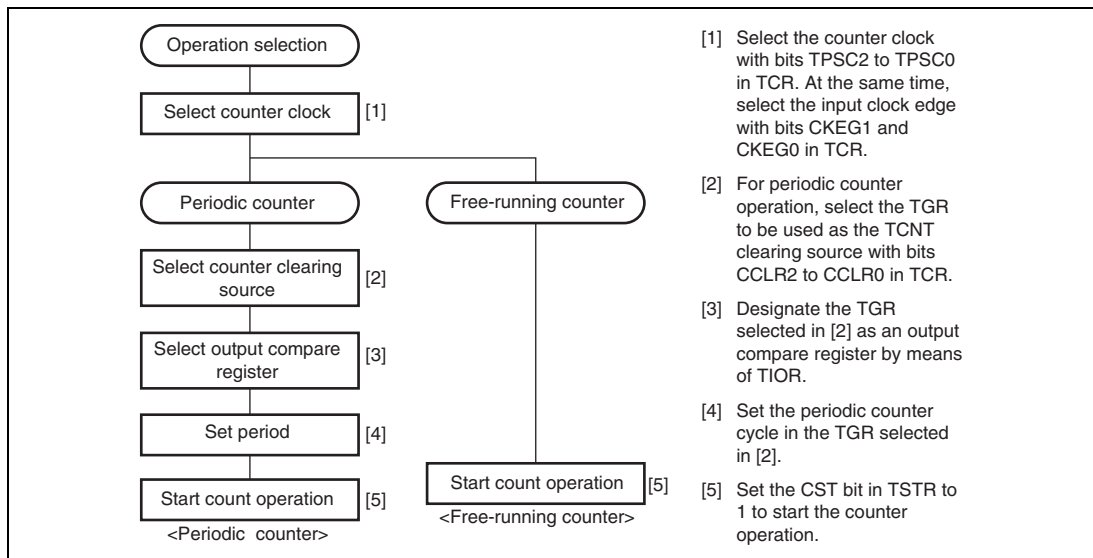 Operation selection
Select counter clock
[1]
Periodic counter
Free-running counter
Select counter clearing
source
[2]
Select output compare
register
[3]
Set period
[4]
Start count operation
[5]
<Periodic counter>
Start count operation
[5]
<Free-running counter>
[1] Select the counter clock
with bits TPSC2 to TPSC0
in TCR. At the same time,
select the input clock edge
with bits CKEG1 and
CKEG0 in TCR.
[2] For periodic counter
operation, select the TGR
to be used as the TCNT
clearing source with bits
CCLR2 to CCLR0 in TCR.
[3] Designate the TGR
selected in [2] as an output
compare register by means
of TIOR.
[4] Set the periodic counter
cycle in the TGR selected
in [2].
[5] Set the CST bit in TSTR to
1 to start the counter
operation.